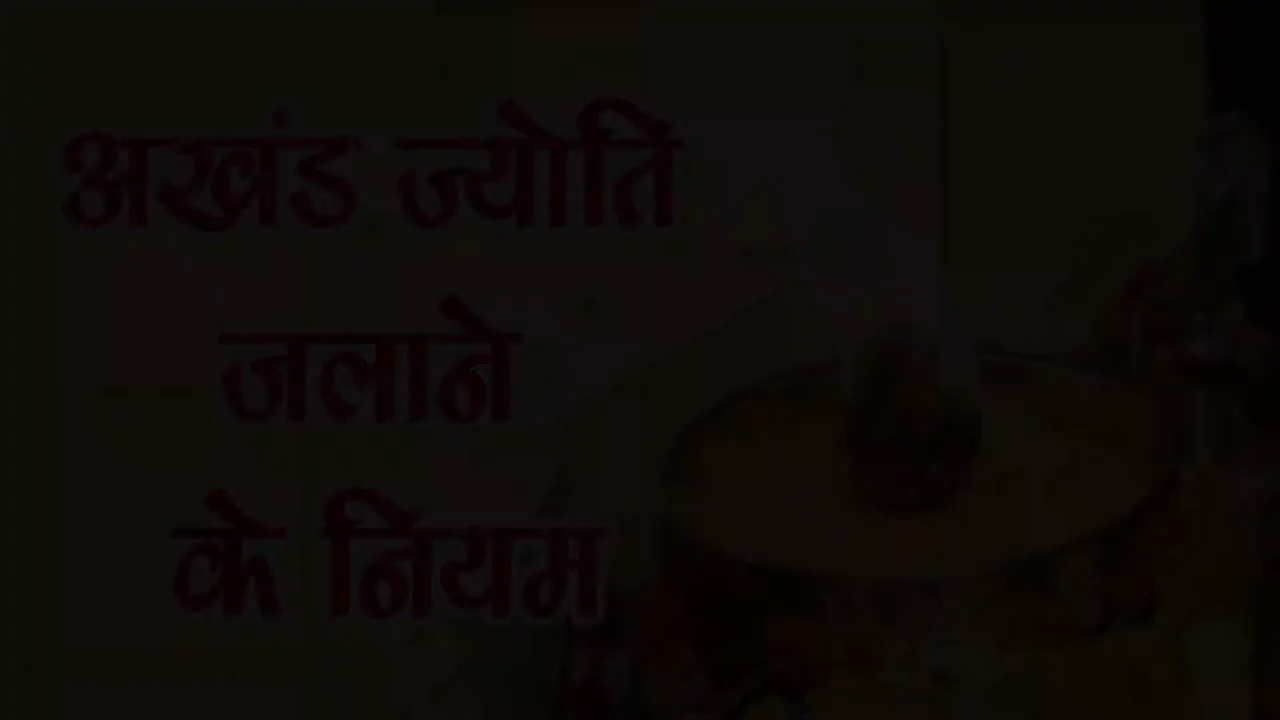 अखंड ज्योति
जलाने
के नियम